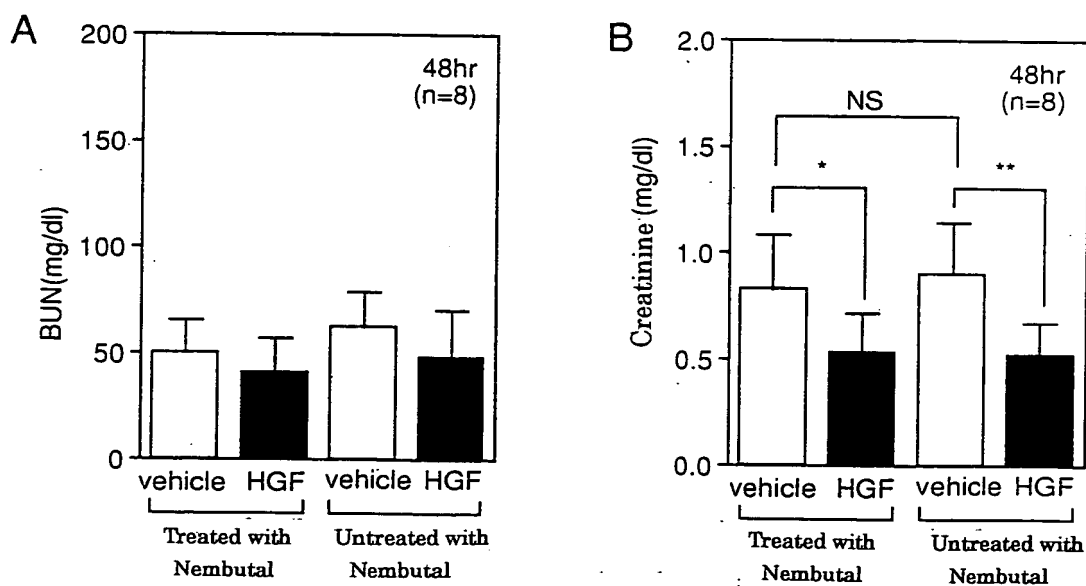 A
BUN(mg/dl)
200
150
100
50
0
48hr
(n=8)
vehicle HGF vehicle HGF
Treated with Untreated with
Nembutal Nembutal
B
Creatinine (mg/dl)
2.0
1.5
1.0
0.5
0.0
48hr
(n=8)
NS
* **
vehicle HGF vehicle HGF
Treated with Untreated with
Nembutal Nembutal